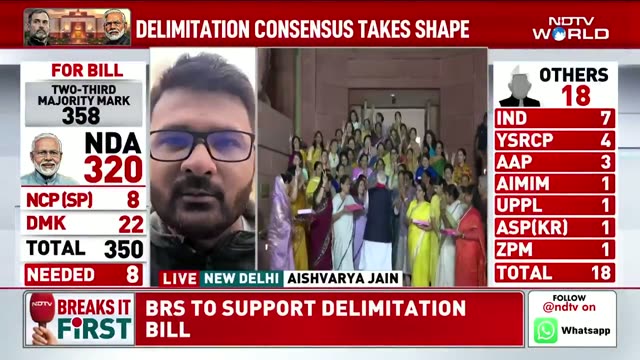 DELIMITATION CONSENSUS TAKES SHAPE
NDTV
WORLD
FOR BILL
TWO-THIRD
MAJORITY MARK
358
NDA
320
NCP(SP) 8
DMK 22
TOTAL 350
NEEDED 8
OTHERS
18
IND 7
YSRCP 4
AAP 3
AIMIM 1
UPPL 1
ASP(KR) 1
ZPM 1
TOTAL 18
LIVE NEW DELHI AISHVARYA JAIN
NDTV
BREAKS IT
FIRST
BRS TO SUPPORT DELIMITATION
BILL
FOLLOW
@ndtv on
Whatsapp